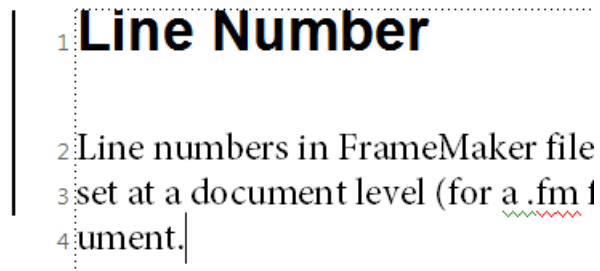 1 Line Number
2 Line numbers in FrameMaker file
3 set at a document level (for a .fm
4 ument.